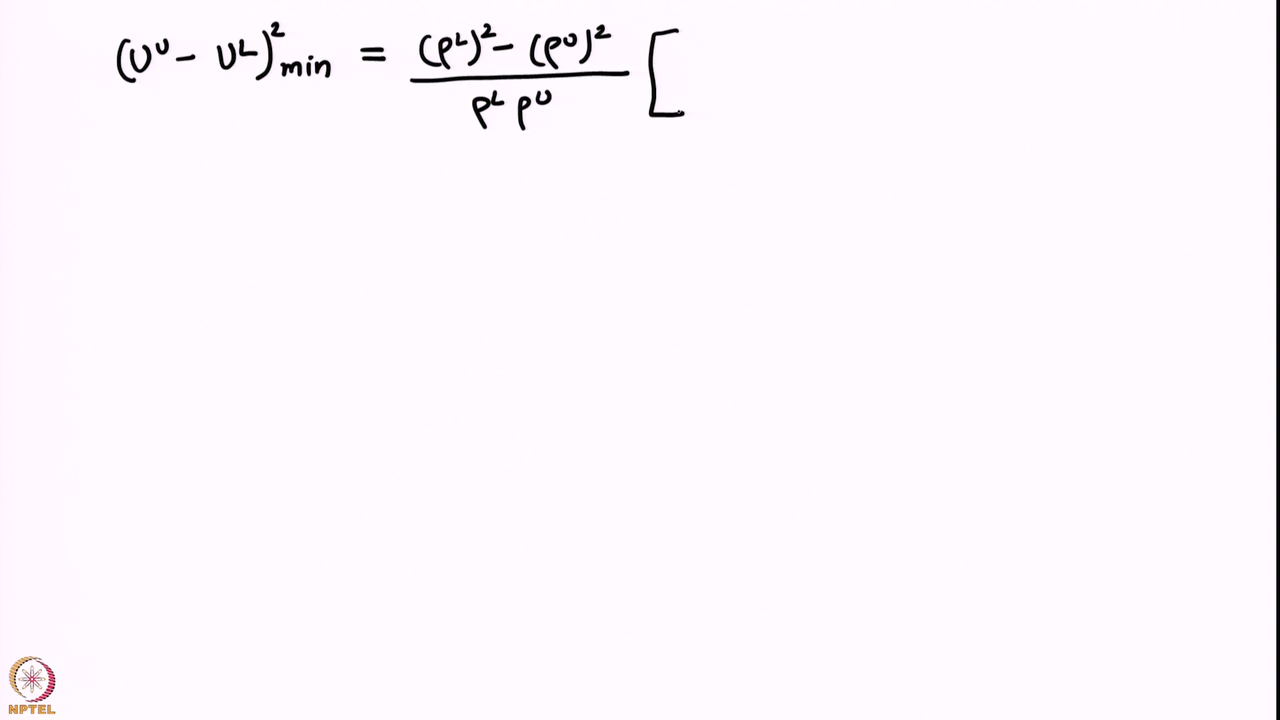 (U^U - U^L)^2_min = ((ρ^L)^2 - (ρ^U)^2) / (ρ^L ρ^U) [
NPTEL